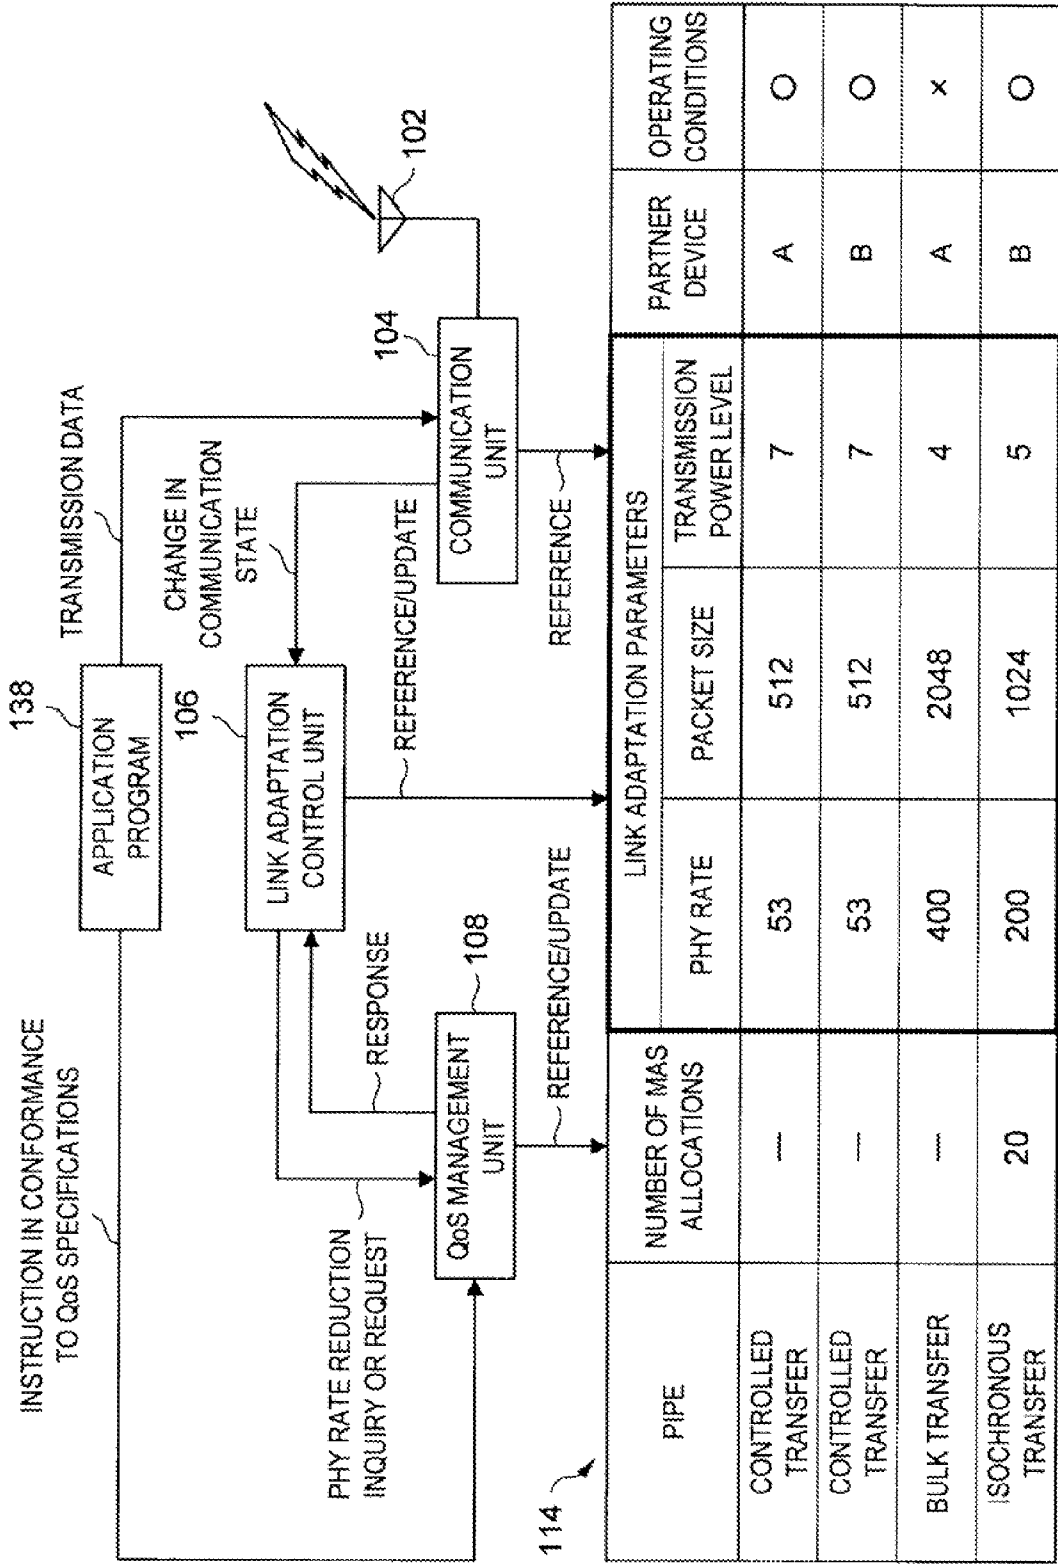 INSTRUCTION IN CONFORMANCE
TO QoS SPECIFICATIONS
138
APPLICATION
PROGRAM
TRANSMISSION DATA
106
LINK ADAPTATION
CONTROL UNIT
CHANGE IN
COMMUNICATION
STATE
PHY RATE REDUCTION
INQUIRY OR REQUEST
RESPONSE
REFERENCE/UPDATE
108
QoS MANAGEMENT
UNIT
REFERENCE/UPDATE
104
COMMUNICATION
UNIT
REFERENCE
102
114
PIPE
NUMBER OF MAS
ALLOCATIONS
LINK ADAPTATION PARAMETERS
PHY RATE
PACKET SIZE
TRANSMISSION
POWER LEVEL
PARTNER
DEVICE
OPERATING
CONDITIONS
CONTROLLED
TRANSFER
— 53 512 7 A ○
CONTROLLED
TRANSFER
— 53 512 7 B ○
BULK TRANSFER — 400 2048 4 A ×
ISOCHRONOUS
TRANSFER
20 200 1024 5 B ○